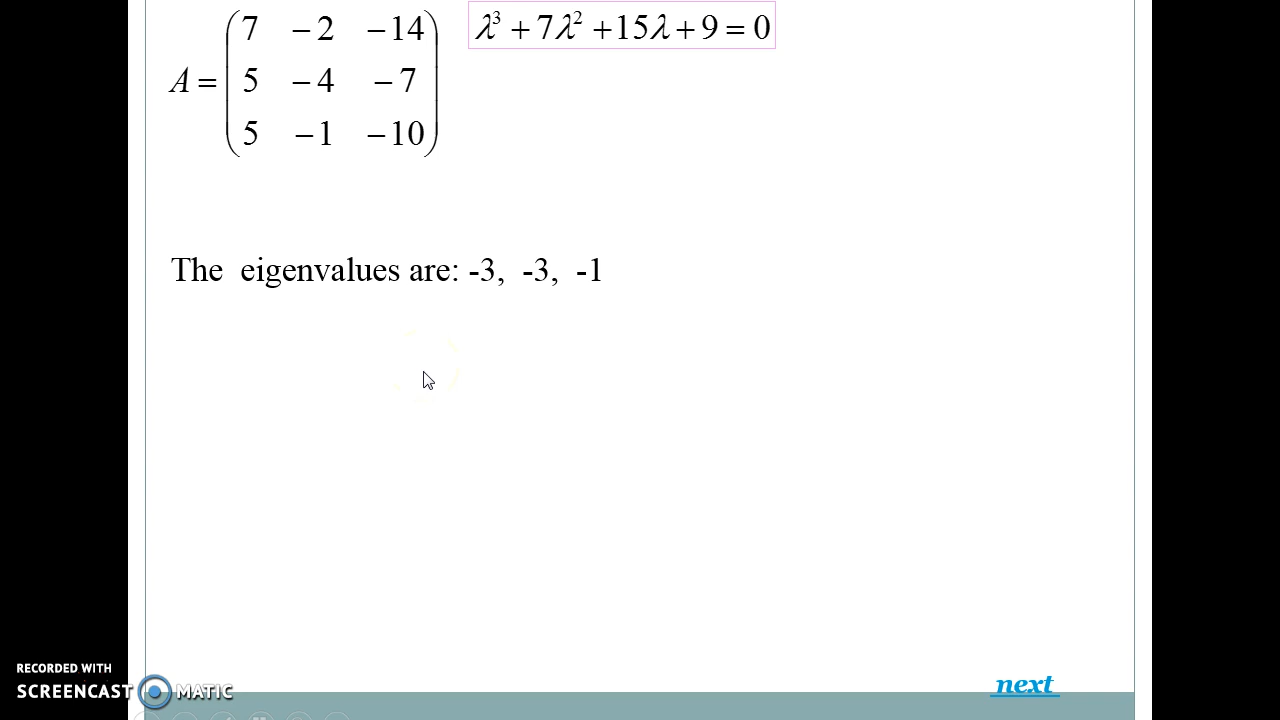 A = ( 7 − 2 − 14 ) λ³ + 7λ² + 15λ + 9 = 0
5 − 4 − 7
5 − 1 − 10
The eigenvalues are: -3, -3, -1
next
RECORDED WITH
SCREENCAST MATIC